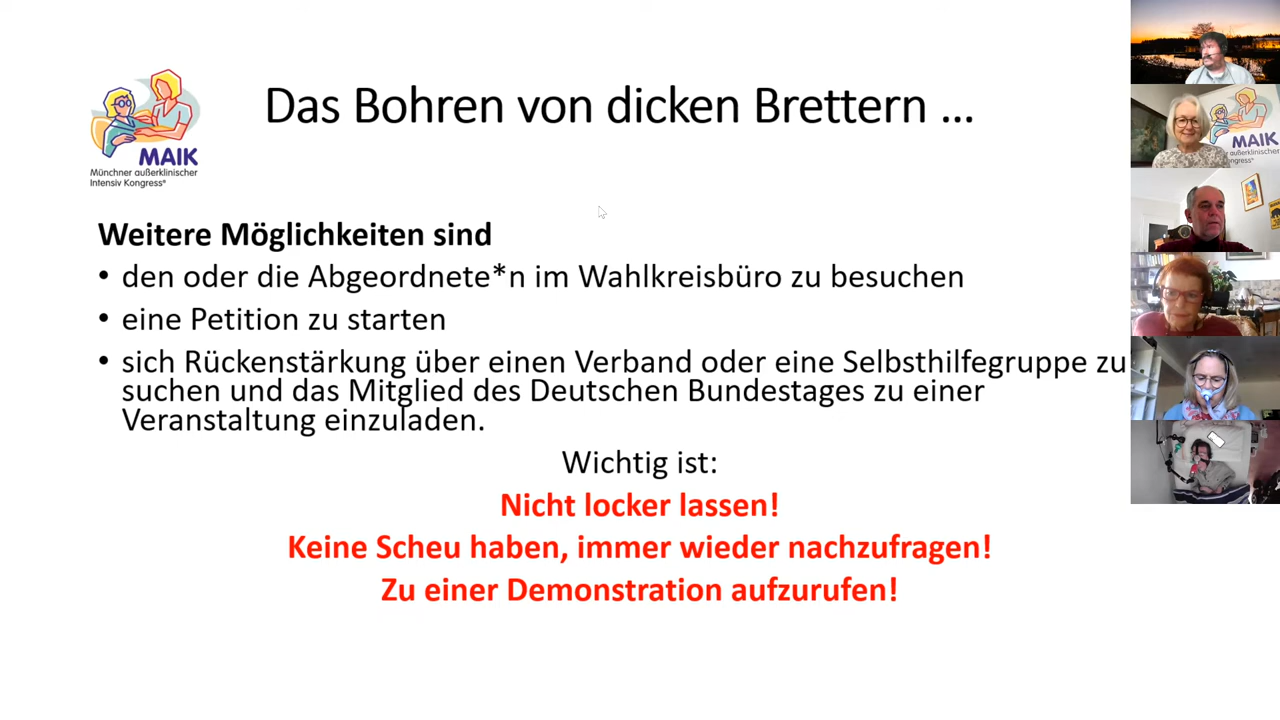 Das Bohren von dicken Brettern ...
MAIK
Münchner außerklinischer
Intensiv Kongress®
Weitere Möglichkeiten sind
• den oder die Abgeordnete*n im Wahlkreisbüro zu besuchen
• eine Petition zu starten
• sich Rückenstärkung über einen Verband oder eine Selbsthilfegruppe zu
suchen und das Mitglied des Deutschen Bundestages zu einer
Veranstaltung einzuladen.
Wichtig ist:
Nicht locker lassen!
Keine Scheu haben, immer wieder nachzufragen!
Zu einer Demonstration aufzurufen!
MAIK
außerklinischer
Kongress®